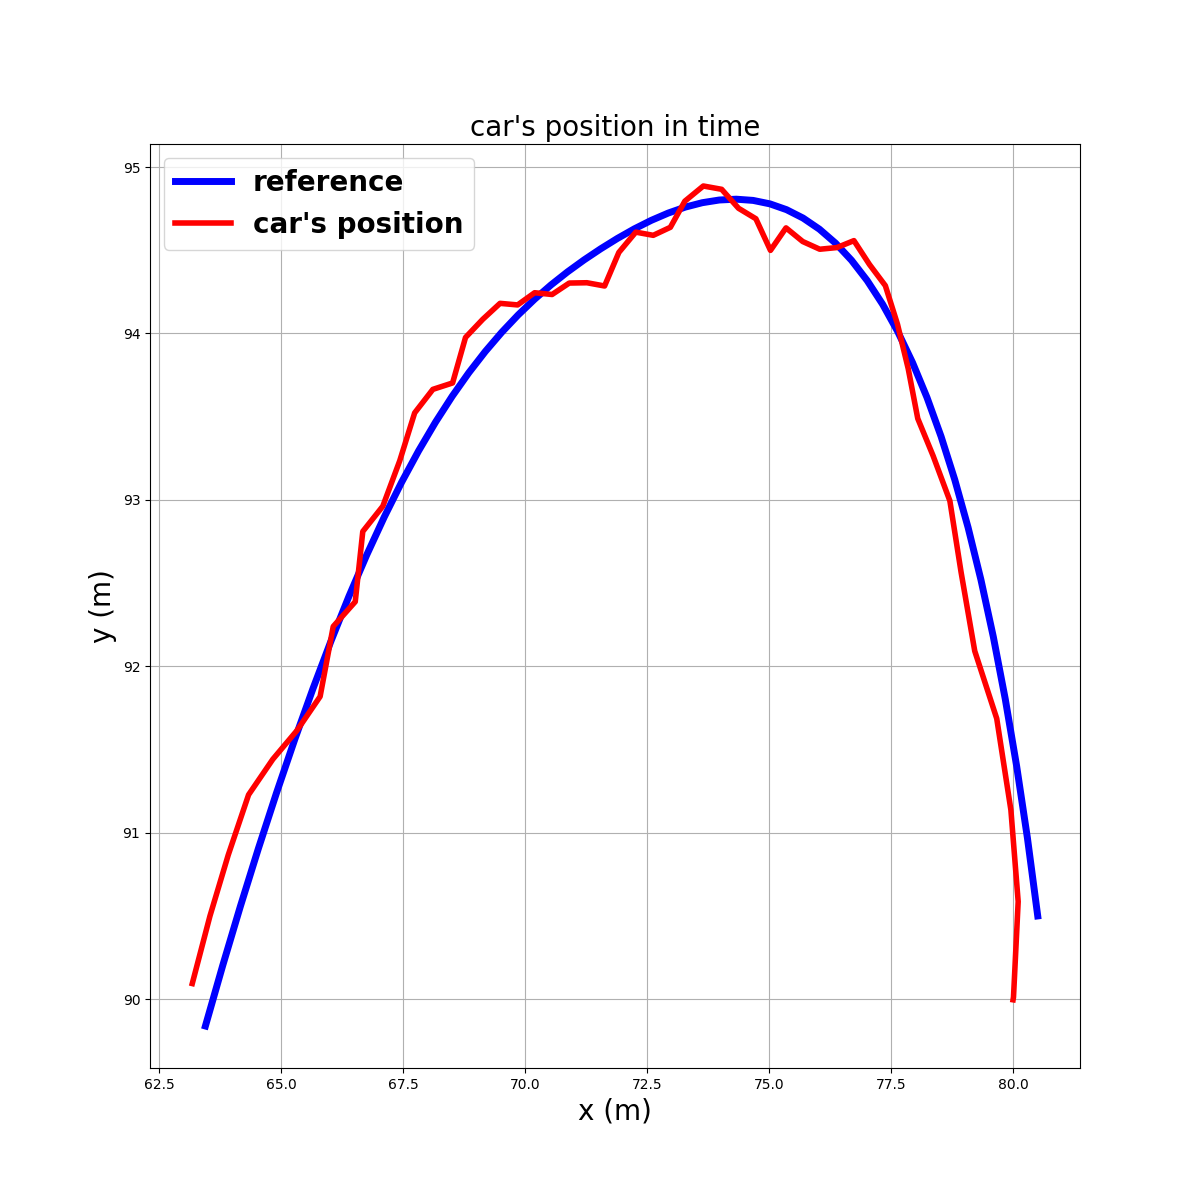 car's position in time
reference
car's position
95
94
93
92
91
90
y (m)
62.5 65.0 67.5 70.0 72.5 75.0 77.5 80.0
x (m)